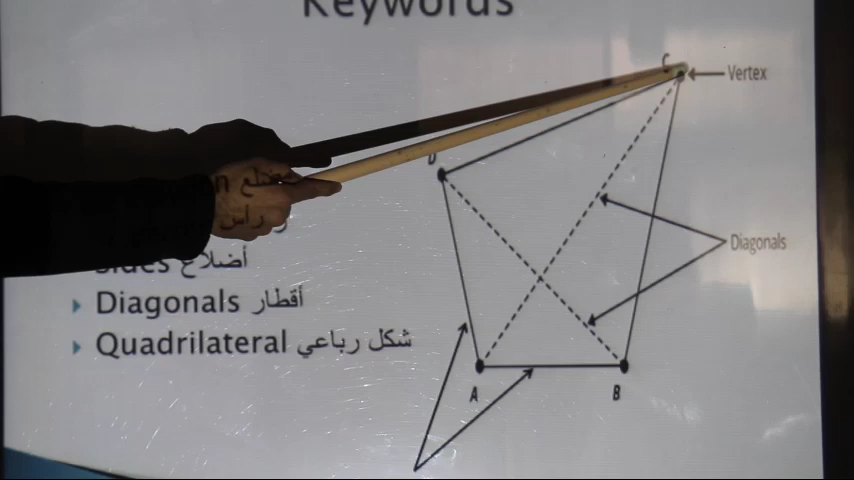 Keywords
C
Vertex
D
Diagonals
أضلاع
Diagonals أقطار
Quadrilateral شكل رباعي
A
B